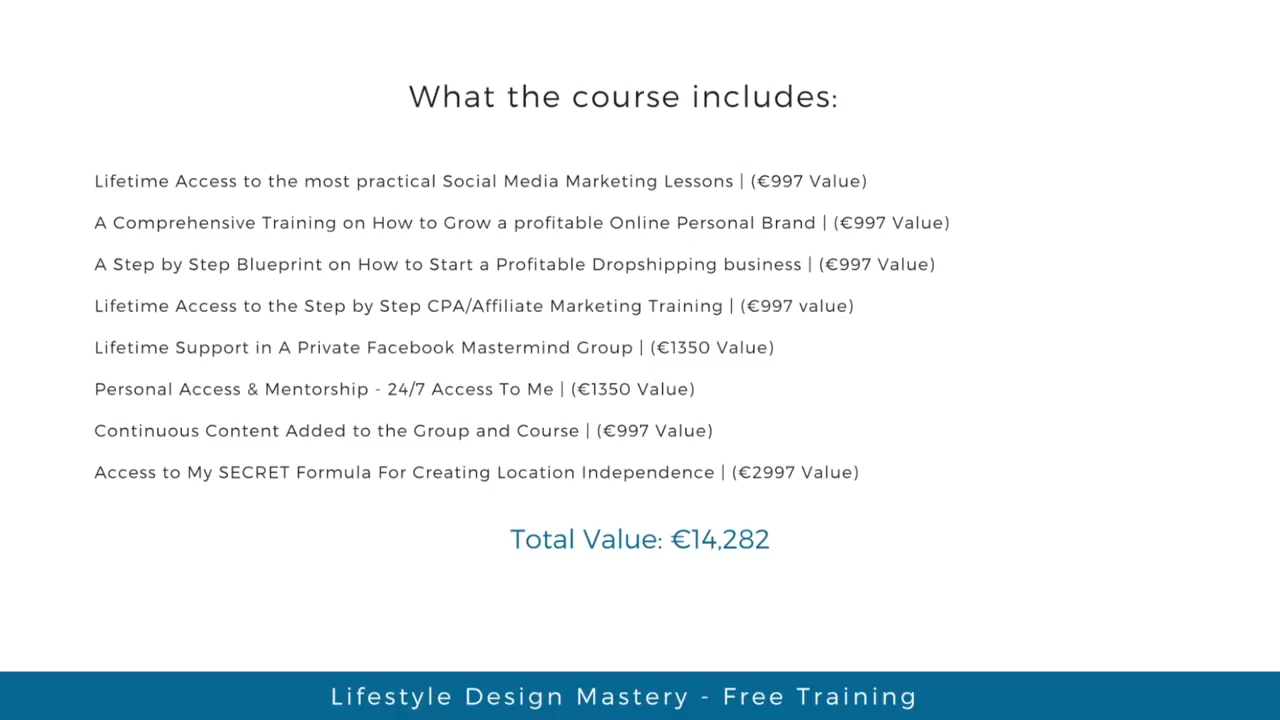 What the course includes:
Lifetime Access to the most practical Social Media Marketing Lessons | (€997 Value)
A Comprehensive Training on How to Grow a profitable Online Personal Brand | (€997 Value)
A Step by Step Blueprint on How to Start a Profitable Dropshipping business | (€997 Value)
Lifetime Access to the Step by Step CPA/Affiliate Marketing Training | (€997 value)
Lifetime Support in A Private Facebook Mastermind Group | (€1350 Value)
Personal Access & Mentorship - 24/7 Access To Me | (€1350 Value)
Continuous Content Added to the Group and Course | (€997 Value)
Access to My SECRET Formula For Creating Location Independence | (€2997 Value)
Total Value: €14,282
Lifestyle Design Mastery - Free Training